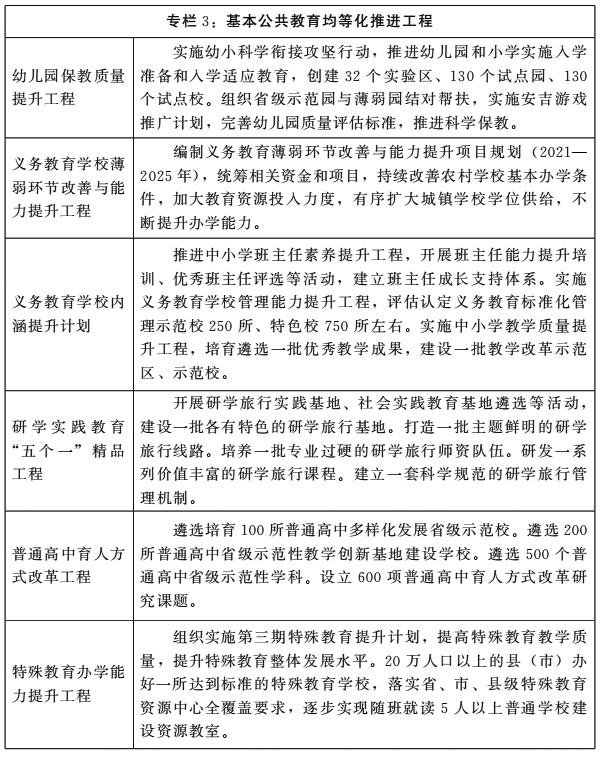 专栏 3：基本公共教育均等化推进工程
幼儿园保教质量
提升工程
实施幼小科学衔接攻坚行动，推进幼儿园和小学实施入学
准备和入学适应教育，创建 32 个实验区、130 个试点园、130
个试点校。组织省级示范园与薄弱园结对帮扶，实施安吉游戏
推广计划，完善幼儿园质量评估标准，推进科学保教。
义务教育学校薄
弱环节改善与能
力提升工程
编制义务教育薄弱环节改善与能力提升项目规划（2021—
2025 年），统筹相关资金和项目，持续改善农村学校基本办学条
件，加大教育资源投入力度，有序扩大城镇学校学位供给，不
断提升办学能力。
义务教育学校内
涵提升计划
推进中小学班主任素养提升工程，开展班主任能力提升培
训、优秀班主任评选等活动，建立班主任成长支持体系。实施
义务教育学校管理能力提升工程，评估认定义务教育标准化管
理示范校 250 所、特色校 750 所左右。实施中小学教学质量提
升工程，培育遴选一批优秀教学成果，建设一批教学改革示范
区、示范校。
研学实践教育
“五个一”精品
工程
开展研学旅行实践基地、社会实践教育基地遴选等活动，
建设一批各有特色的研学旅行基地。打造一批主题鲜明的研学
旅行线路。培养一批专业过硬的研学旅行师资队伍。研发一系
列价值丰富的研学旅行课程。建立一套科学规范的研学旅行管
理机制。
普通高中育人方
式改革工程
遴选培育 100 所普通高中多样化发展省级示范校。遴选 200
所普通高中省级示范性教学创新基地建设学校。遴选 500 个普
通高中省级示范性学科。设立 600 项普通高中育人方式改革研
究课题。
特殊教育办学能
力提升工程
组织实施第三期特殊教育提升计划，提高特殊教育教学质
量，提升特殊教育整体发展水平。20 万人口以上的县（市）办
好一所达到标准的特殊教育学校，落实省、市、县级特殊教育
资源中心全覆盖要求，逐步实现随班就读 5 人以上普通学校建
设资源教室。